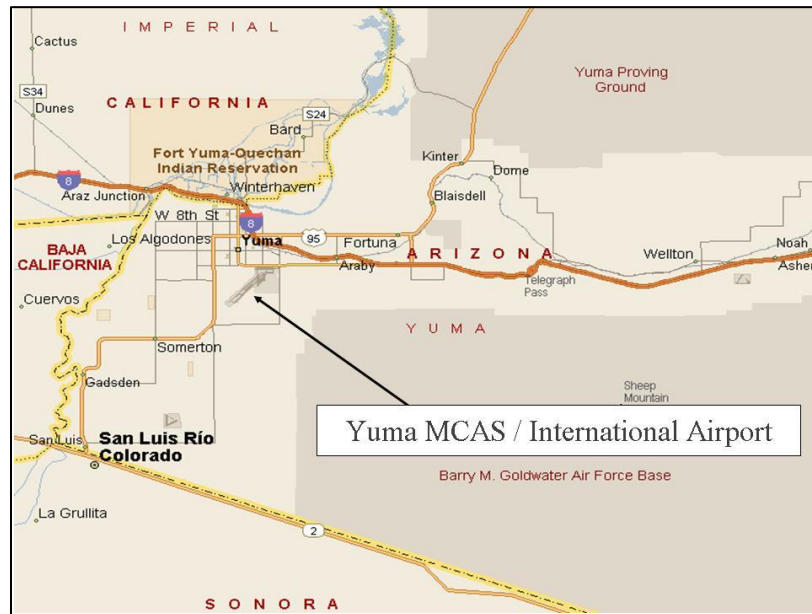 IMPERIAL
Cactus
Yuma Proving
Ground
S34
CALIFORNIA
Dunes
S24
Bard
Fort Yuma-Quechan
Indian Reservation
Kinter
Dome
8
Araz Junction
Winterhaven
Blaisdell
W 8th St
8
Los Algodones
Yuma
95
Fortuna
BAJA
CALIFORNIA
ARIZONA
Araby
Wellton
Noah
Asher
Telegraph
Pass
Cuervos
YUMA
Somerton
Gadsden
Sheep
Mountain
Yuma MCAS / International Airport
San Luis
San Luis Río
Colorado
Barry M. Goldwater Air Force Base
La Grullita
2
SONORA